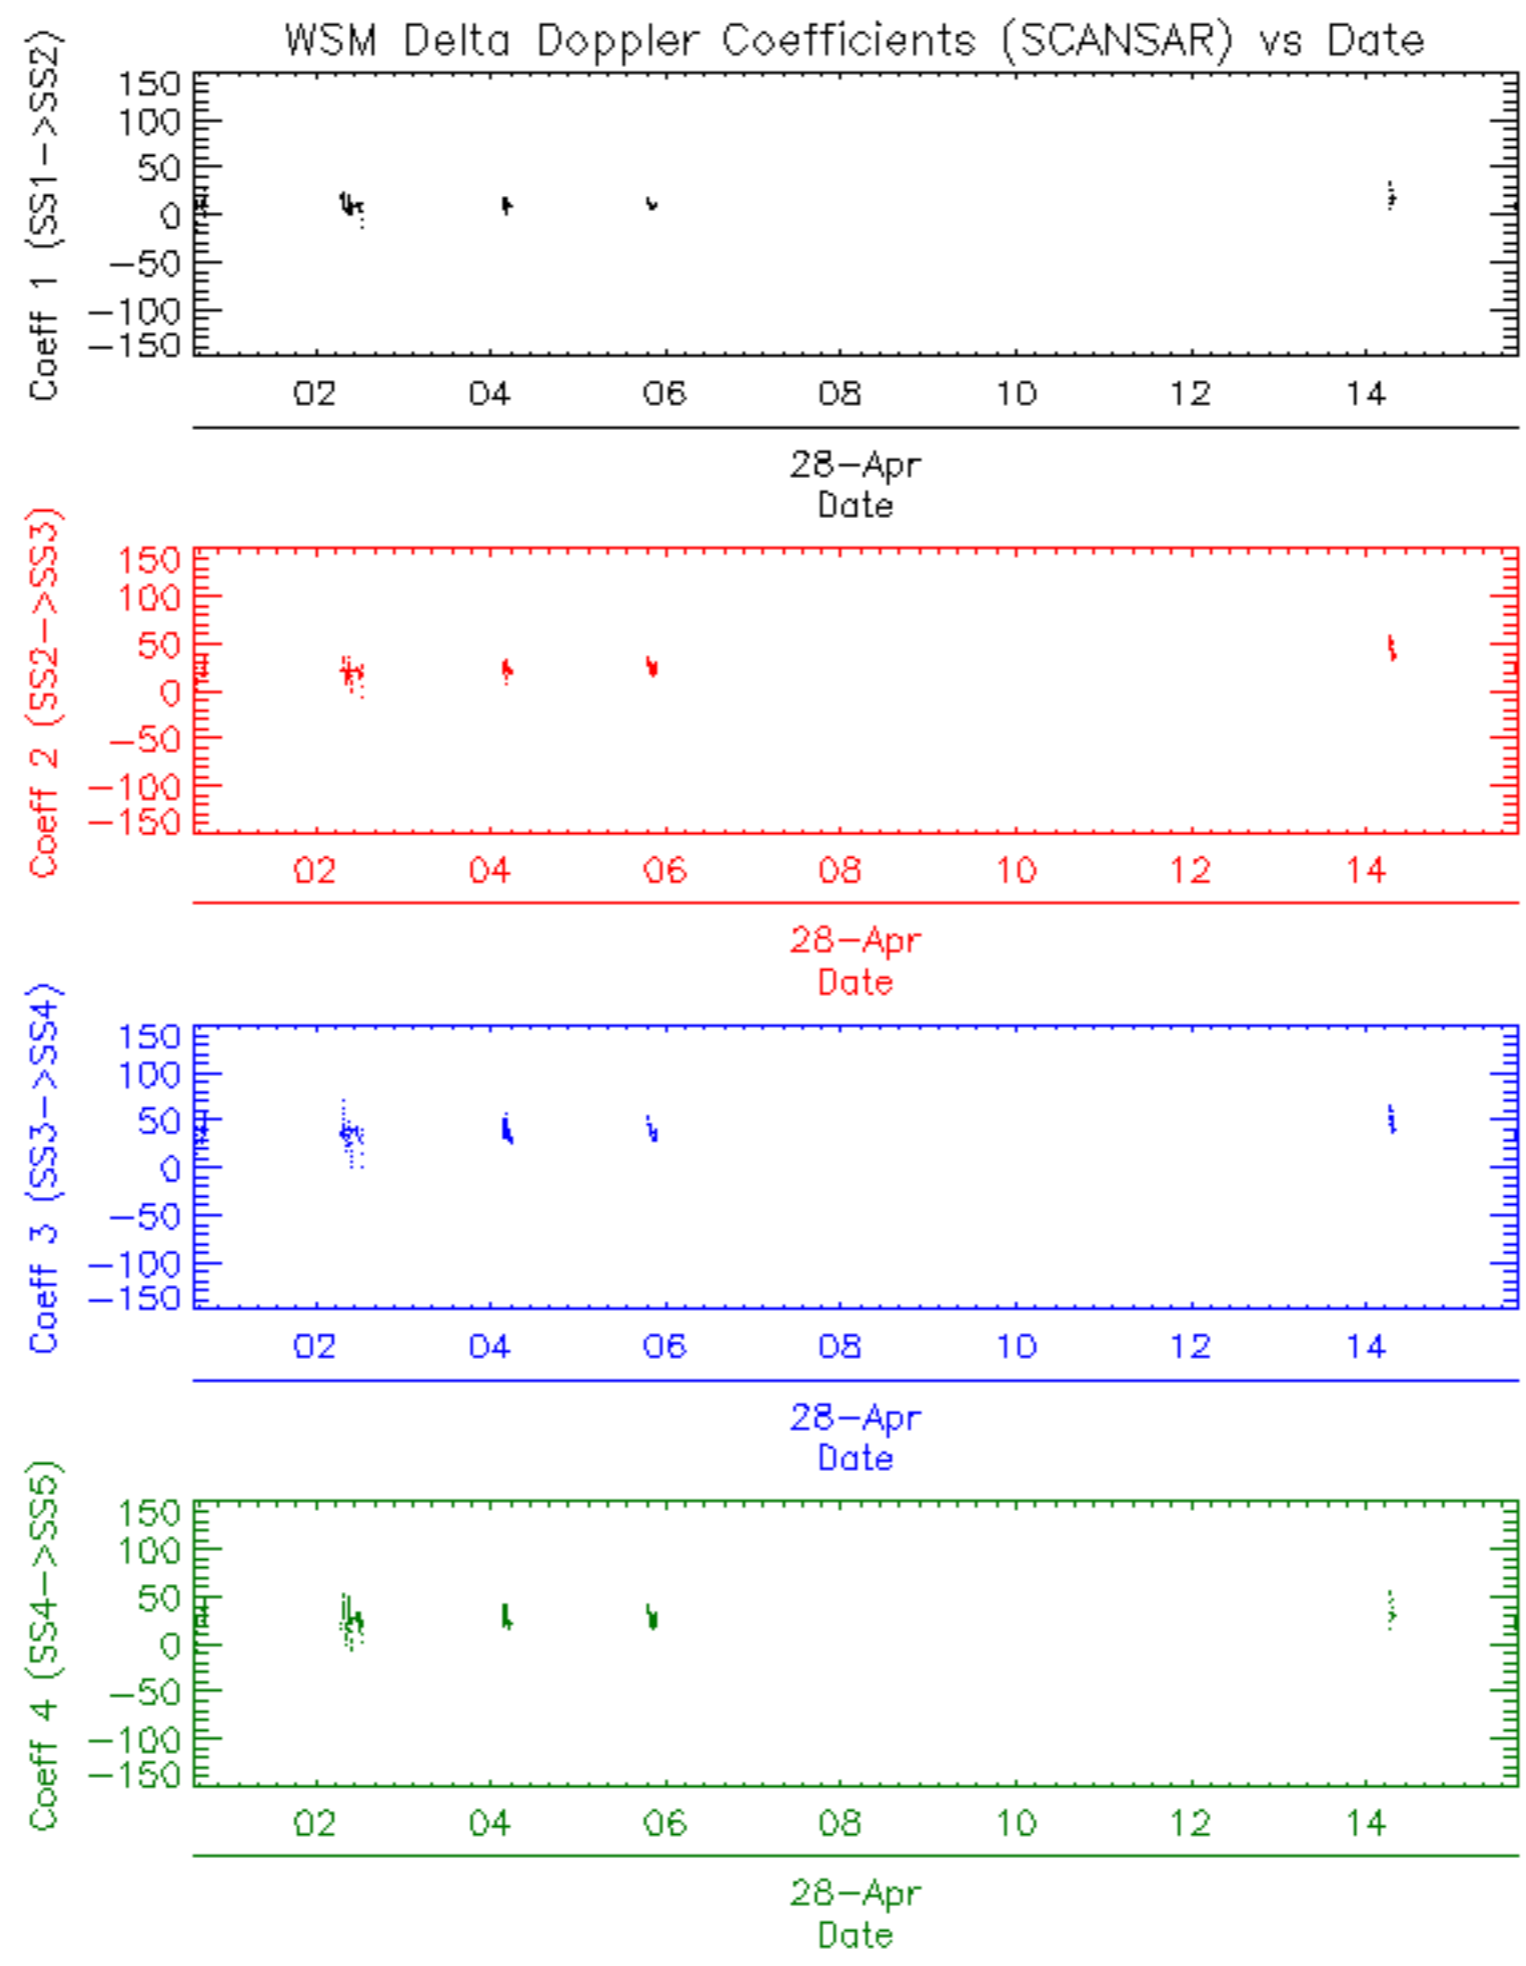 WSM Delta Doppler Coefficients (SCANSAR) vs Date
Coeff 1 (SS1->SS2)
150
100
50
0
-50
-100
-150
02 04 06 08 10 12 14
28-Apr
Date
Coeff 2 (SS2->SS3)
150
100
50
0
-50
-100
-150
02 04 06 08 10 12 14
28-Apr
Date
Coeff 3 (SS3->SS4)
150
100
50
0
-50
-100
-150
02 04 06 08 10 12 14
28-Apr
Date
Coeff 4 (SS4->SS5)
150
100
50
0
-50
-100
-150
02 04 06 08 10 12 14
28-Apr
Date